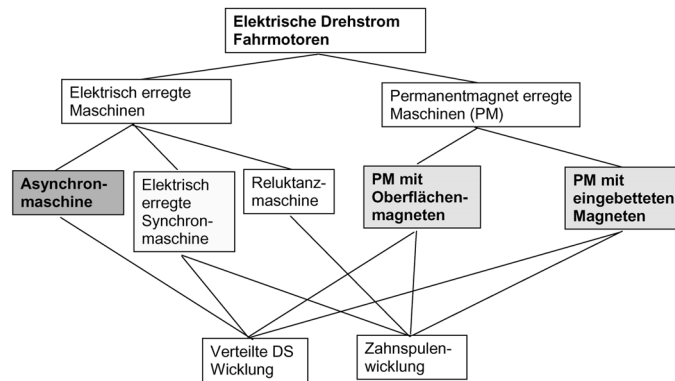 Elektrische Drehstrom
Fahrmotoren
Elektrisch erregte
Maschinen
Permanentmagnet erregte
Maschinen (PM)
Asynchron-
maschine
Elektrisch
erregte
Synchron-
maschine
Reluktanz-
maschine
PM mit
Oberflächen-
magneten
PM mit
eingebetteten
Magneten
Verteilte DS
Wicklung
Zahnspulen-
wicklung